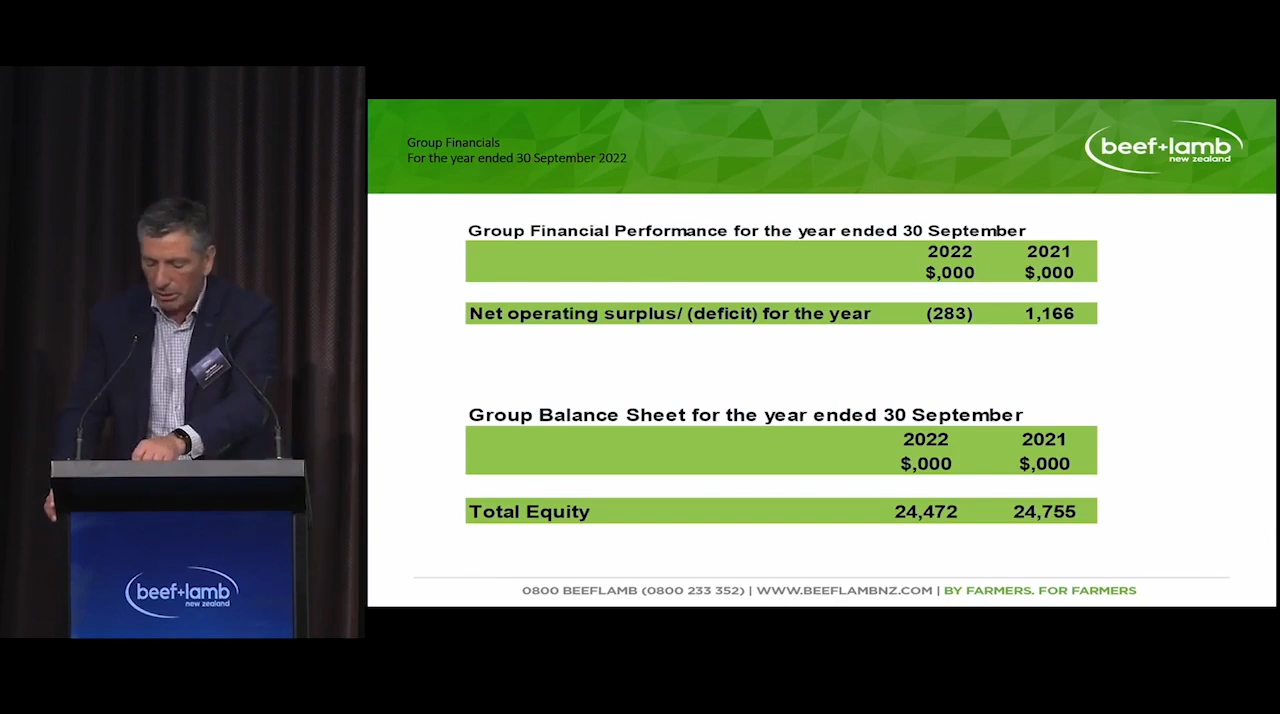 Group Financials
For the year ended 30 September 2022
beef+lamb
new zealand
Group Financial Performance for the year ended 30 September
2022 2021
$,000 $,000
Net operating surplus/ (deficit) for the year (283) 1,166
Group Balance Sheet for the year ended 30 September
2022 2021
$,000 $,000
Total Equity 24,472 24,755
0800 BEEFLAMB (0800 233 352) | WWW.BEEFLAMBNZ.COM | BY FARMERS. FOR FARMERS
beef+lamb
new zealand